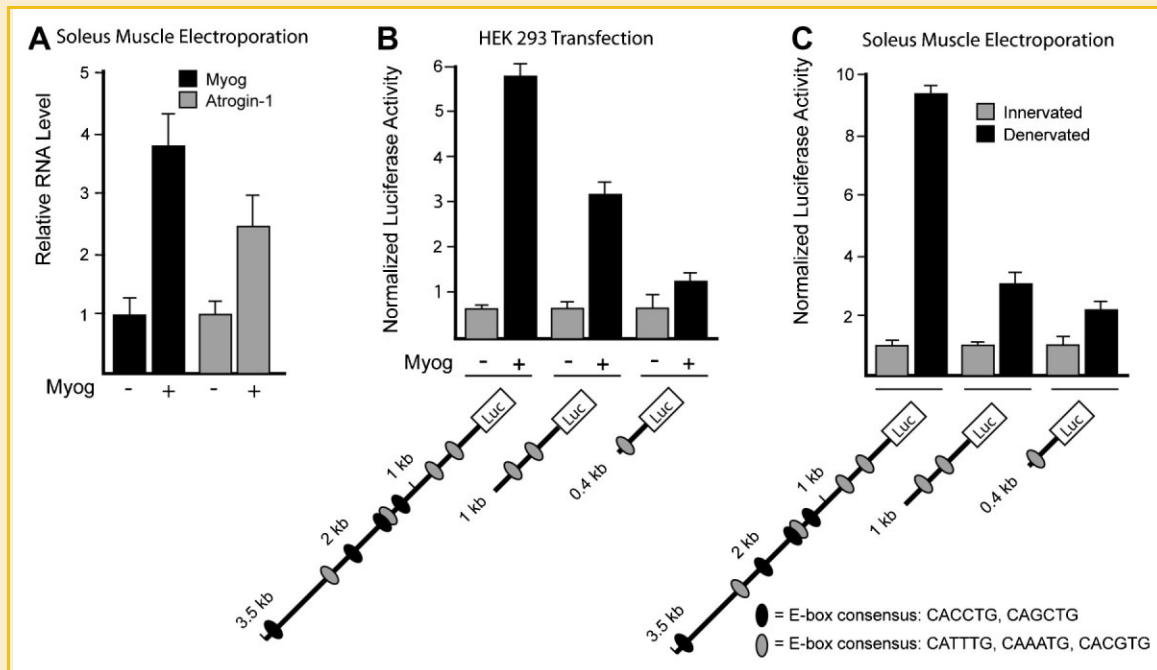 A Soleus Muscle Electroporation
Relative RNA Level
5
4
3
2
1
Myog
Atrogin-1
Myog - + - +
B HEK 293 Transfection
Normalized Luciferase Activity
6
5
4
3
2
1
Myog - + - + - +
Luc
1 kb
2 kb
3.5 kb
Luc
1 kb
Luc
0.4 kb
C Soleus Muscle Electroporation
Normalized Luciferase Activity
10
8
6
4
2
Innervated
Denervated
Luc
1 kb
2 kb
3.5 kb
Luc
1 kb
Luc
0.4 kb
= E-box consensus: CACCTG, CAGCTG
= E-box consensus: CATTTG, CAAATG, CACGTG